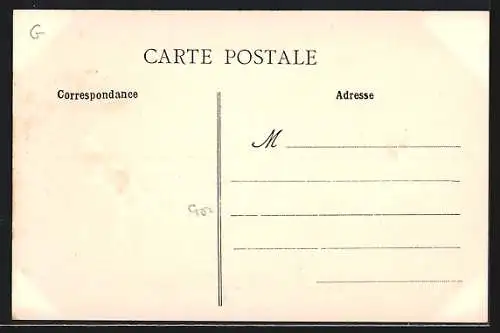 G
CARTE POSTALE
Correspondance
Adresse
M